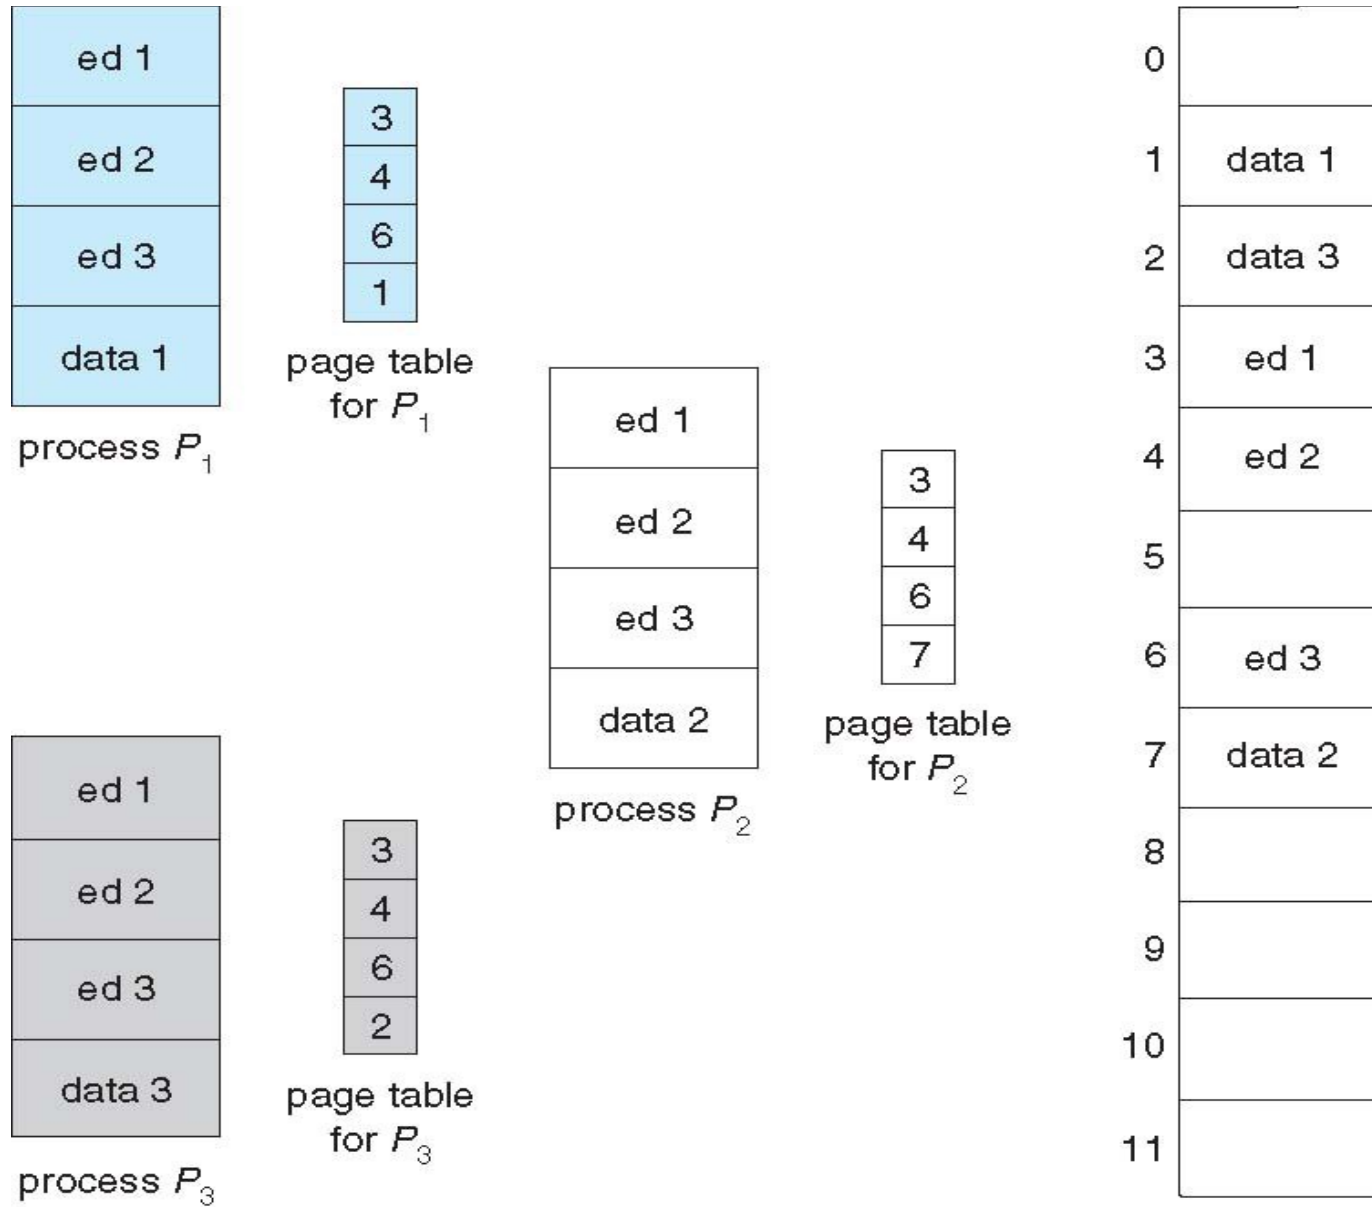 ed 1
ed 2
ed 3
data 1
process P1
3
4
6
1
page table
for P1
ed 1
ed 2
ed 3
data 2
process P2
3
4
6
7
page table
for P2
ed 1
ed 2
ed 3
data 3
process P3
3
4
6
2
page table
for P3
0
1 data 1
2 data 3
3 ed 1
4 ed 2
5
6 ed 3
7 data 2
8
9
10
11